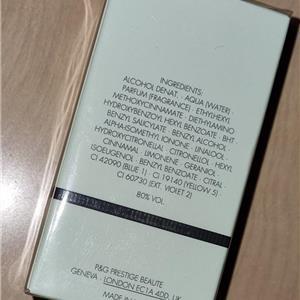 INGREDIENTS:
ALCOHOL DENAT. · AQUA (WATER) ·
PARFUM (FRAGRANCE) · ETHYLHEXYL
METHOXYCINNAMATE · DIETHYLAMINO
HYDROXYBENZOYL HEXYL BENZOATE · BHT
BENZYL SALICYLATE · BENZYL ALCOHOL ·
ALPHA-ISOMETHYL IONONE · LINALOOL ·
HYDROXYCITRONELLAL · CITRONELLOL · HEXYL
CINNAMAL · LIMONENE · GERANIOL ·
ISOEUGENOL · BENZYL BENZOATE · CITRAL ·
CI 42090 (BLUE 1) · CI 19140 (YELLOW 5) ·
CI 60730 (EXT. VIOLET 2)
80% VOL.
P&G PRESTIGE BEAUTE
GENEVA · LONDON EC1A 4DD, UK
MADE IN